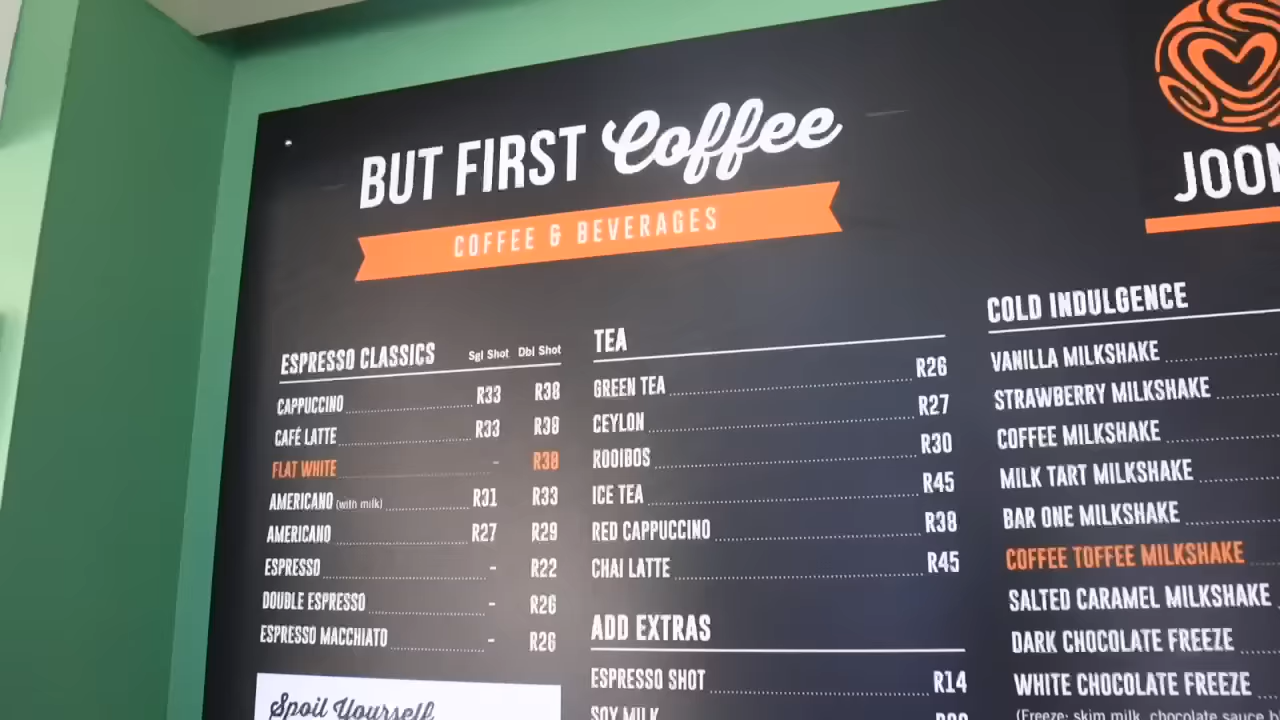 BUT FIRST Coffee
COFFEE & BEVERAGES
ESPRESSO CLASSICS Sgl Shot Dbl Shot
CAPPUCCINO R33 R38
CAFÉ LATTE R33 R38
FLAT WHITE - R38
AMERICANO (with milk) R31 R33
AMERICANO R27 R29
ESPRESSO - R22
DOUBLE ESPRESSO - R26
ESPRESSO MACCHIATO - R26
Spoil Yourself
TEA
GREEN TEA R26
CEYLON R27
ROOIBOS R30
ICE TEA R45
RED CAPPUCCINO R38
CHAI LATTE R45
ADD EXTRAS
ESPRESSO SHOT R14
SOY MILK
COLD INDULGENCE
VANILLA MILKSHAKE
STRAWBERRY MILKSHAKE
COFFEE MILKSHAKE
MILK TART MILKSHAKE
BAR ONE MILKSHAKE
COFFEE TOFFEE MILKSHAKE
SALTED CARAMEL MILKSHAKE
DARK CHOCOLATE FREEZE
WHITE CHOCOLATE FREEZE
(Freeze: skim milk, chocolate sauce